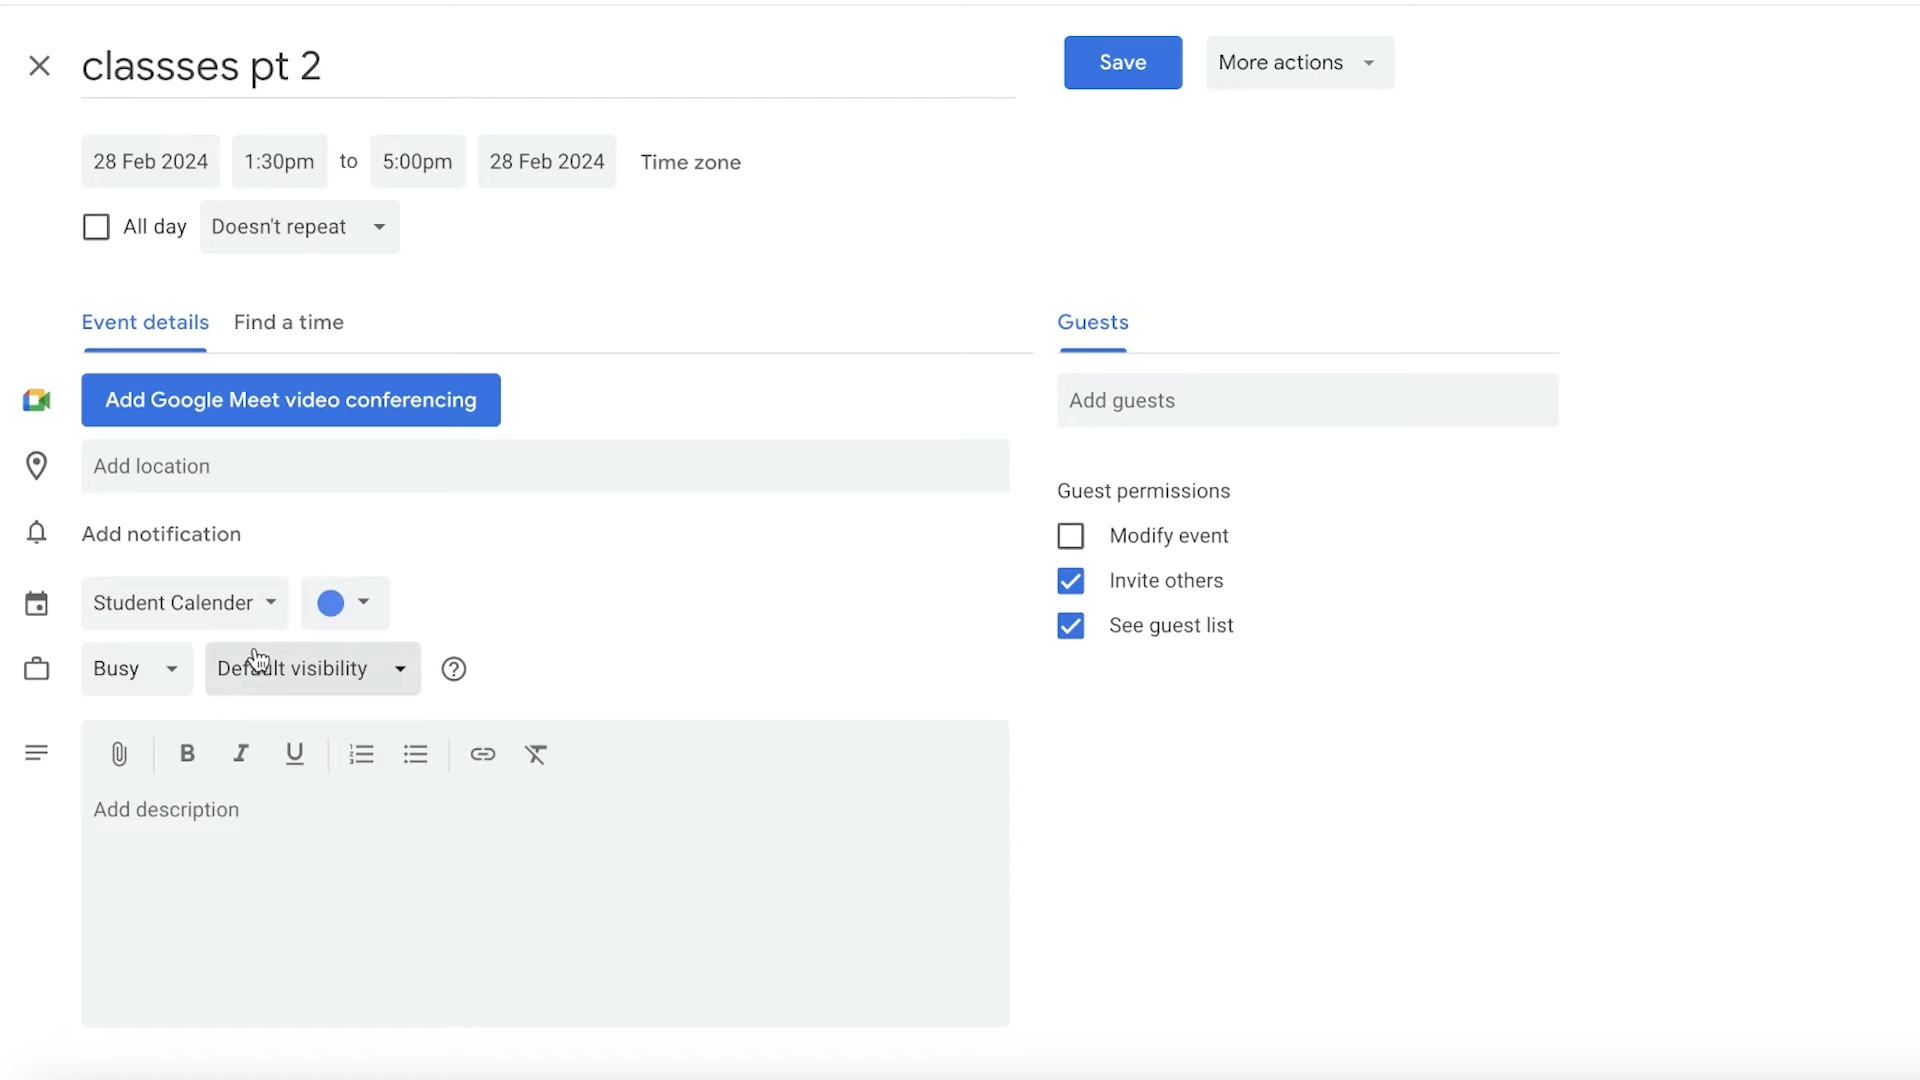 classses pt 2
Save
More actions
28 Feb 2024 1:30pm to 5:00pm 28 Feb 2024 Time zone
All day Doesn't repeat
Event details Find a time
Guests
Add Google Meet video conferencing
Add guests
Add location
Guest permissions
Add notification
Modify event
Invite others
Student Calender
See guest list
Busy Default visibility
B I U
Add description